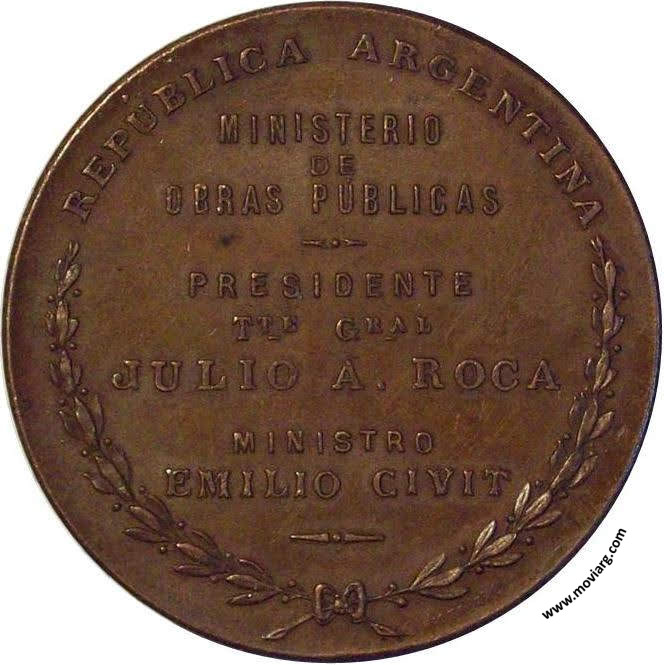 REPUBLICA ARGENTINA
MINISTERIO
DE
OBRAS PUBLICAS
PRESIDENTE
TTE GRAL
JULIO A. ROCA
MINISTRO
EMILIO CIVIT
www.moviarg.com